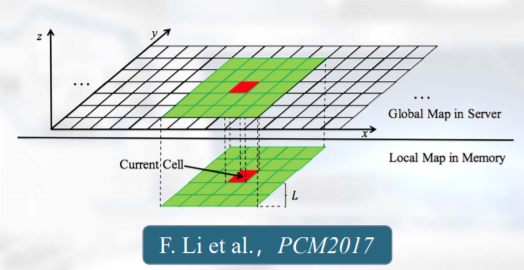 z
y
...
...
Global Map in Server
x
Local Map in Memory
Current Cell
L
F. Li et al., PCM2017